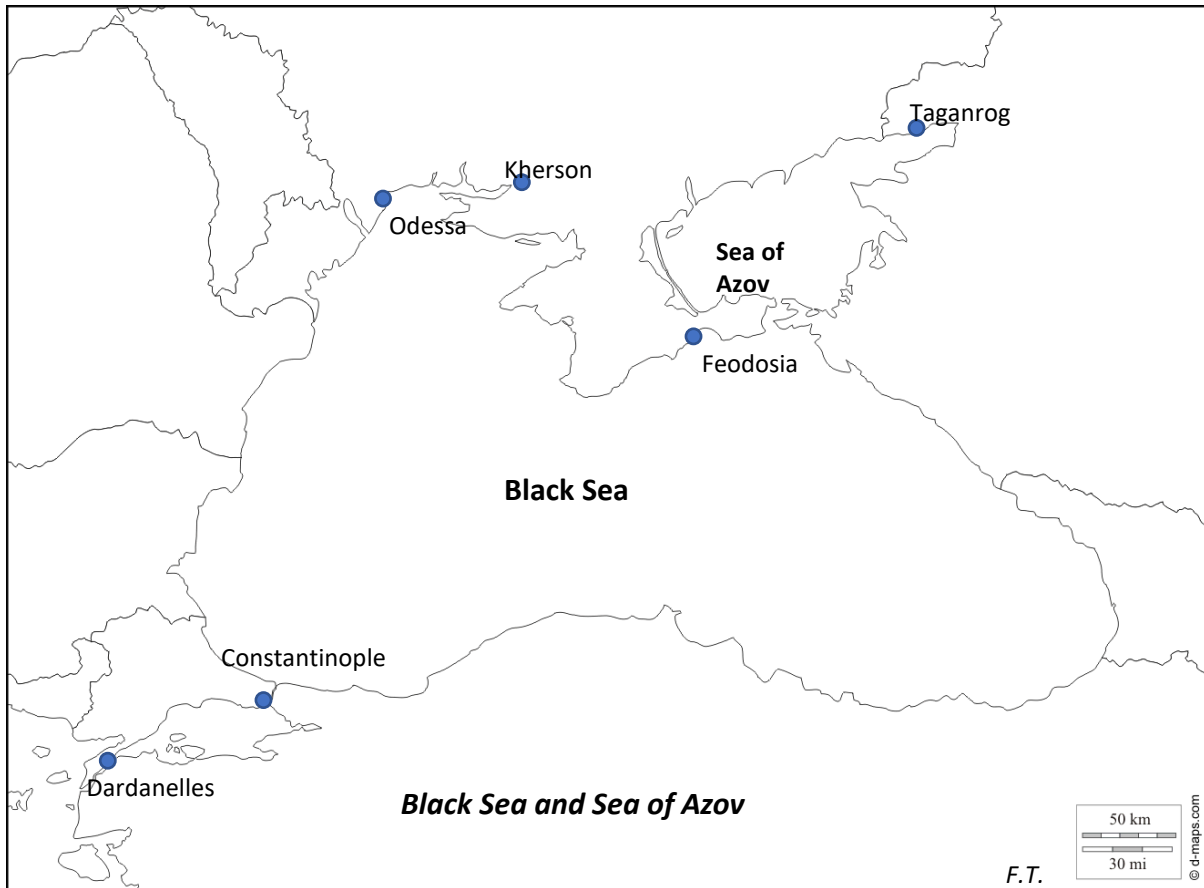 Taganrog
Kherson
Odessa
Sea of
Azov
Feodosia
Black Sea
Constantinople
Dardanelles
Black Sea and Sea of Azov
50 km
30 mi
F.T.
© d-maps.com